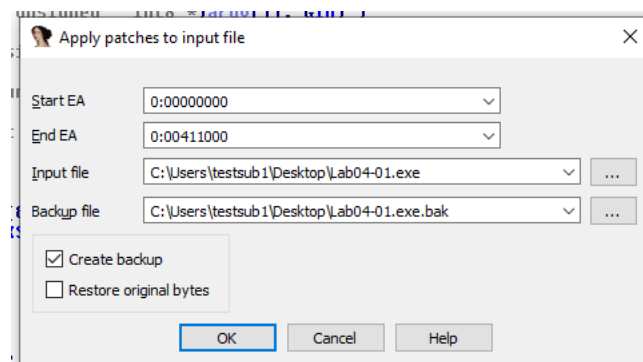 Apply patches to input file
Start EA 0:00000000
End EA 0:00411000
Input file C:\Users\testsub1\Desktop\Lab04-01.exe ...
Backup file C:\Users\testsub1\Desktop\Lab04-01.exe.bak ...
Create backup
Restore original bytes
OK Cancel Help